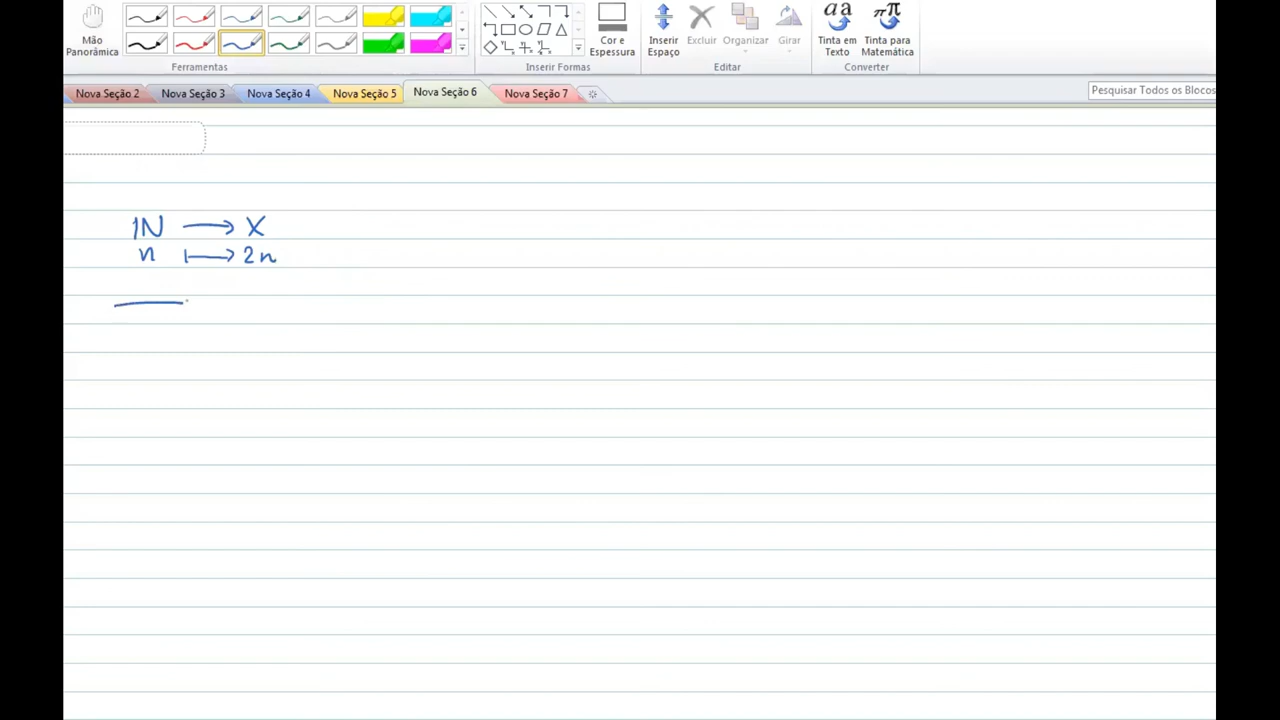 Mão
Panorâmica
Ferramentas
Cor e
Espessura
Inserir Formas
Inserir
Espaço
Excluir
Organizar
Girar
Editar
Tinta em
Texto
Tinta para
Matemática
Converter
Nova Seção 2
Nova Seção 3
Nova Seção 4
Nova Seção 5
Nova Seção 6
Nova Seção 7
Pesquisar Todos os Blocos
ℕ ⟶ X
n ⟼ 2n